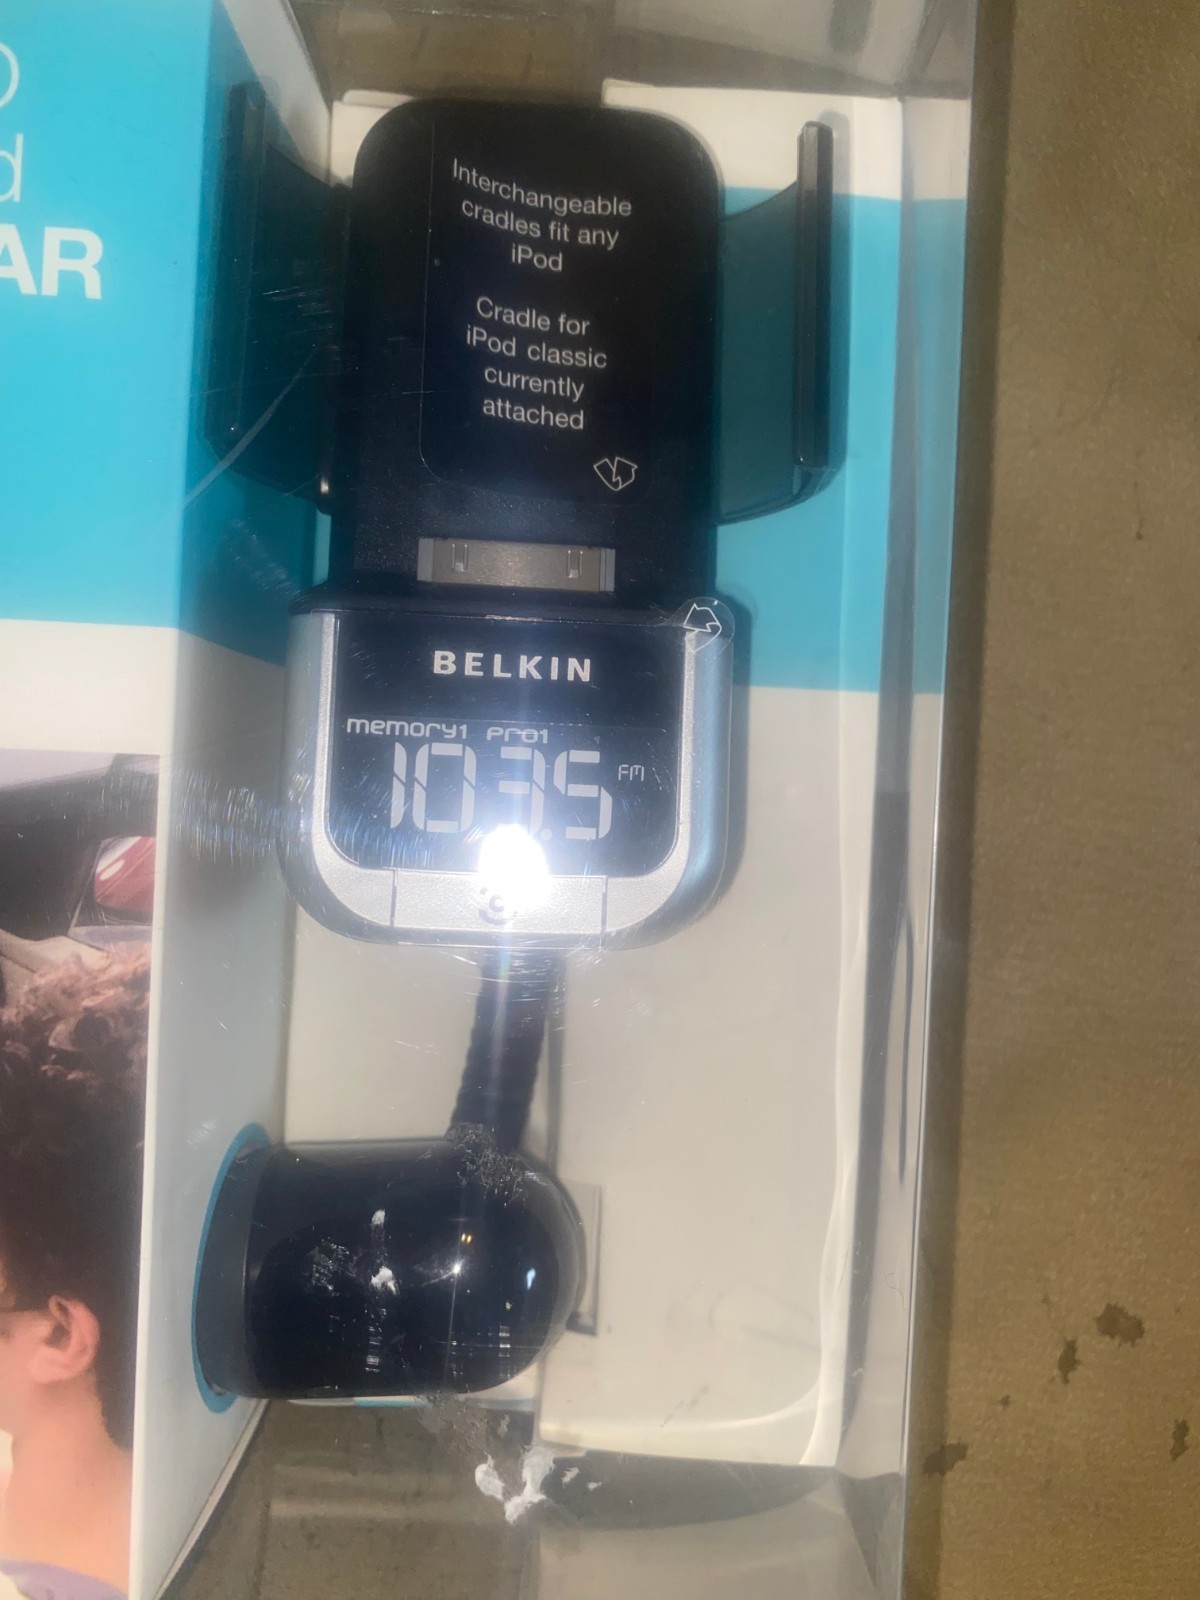 AR
Interchangeable
cradles fit any
iPod
Cradle for
iPod classic
currently
attached
BELKIN
memory1 PRO1
103.5 FM